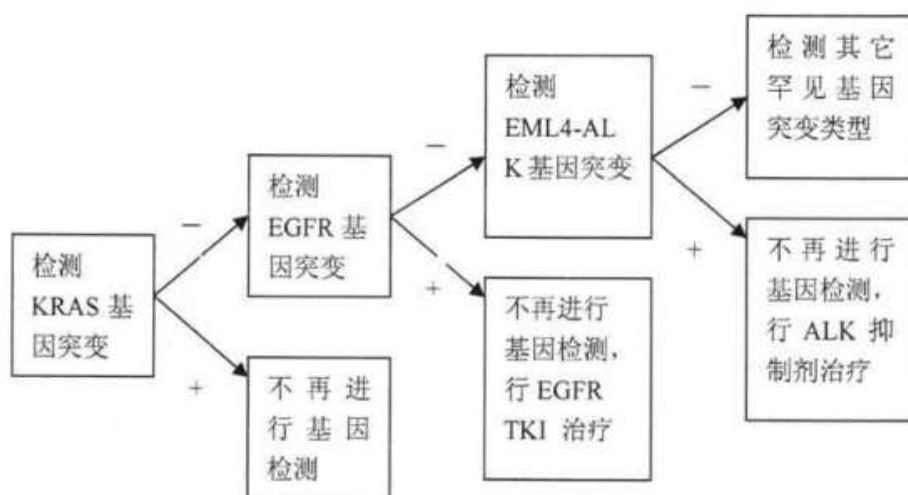 检测
KRAS 基
因突变
－
+
检测
EGFR 基
因突变
不再进
行基因
检测
－
+
检测
EML4-AL
K 基因突变
不再进行
基因检测，
行 EGFR
TKI 治疗
－
+
检测其它
罕见基因
突变类型
不再进行
基因检测，
行 ALK 抑
制剂治疗